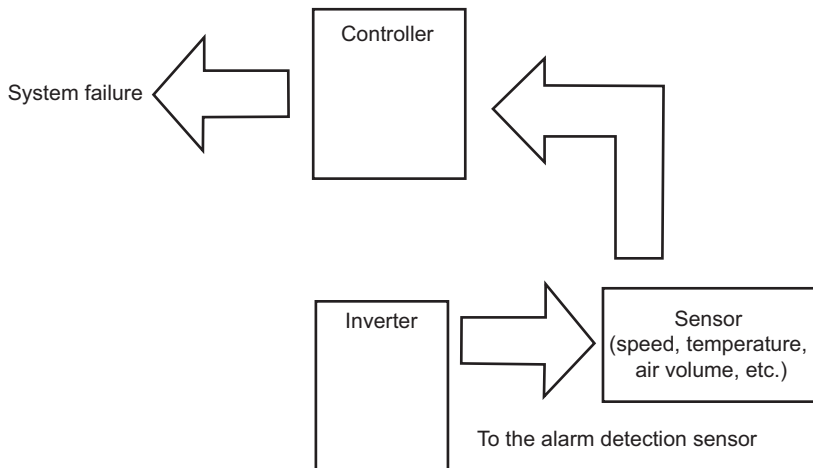 Controller
System failure
Inverter
Sensor
(speed, temperature,
air volume, etc.)
To the alarm detection sensor